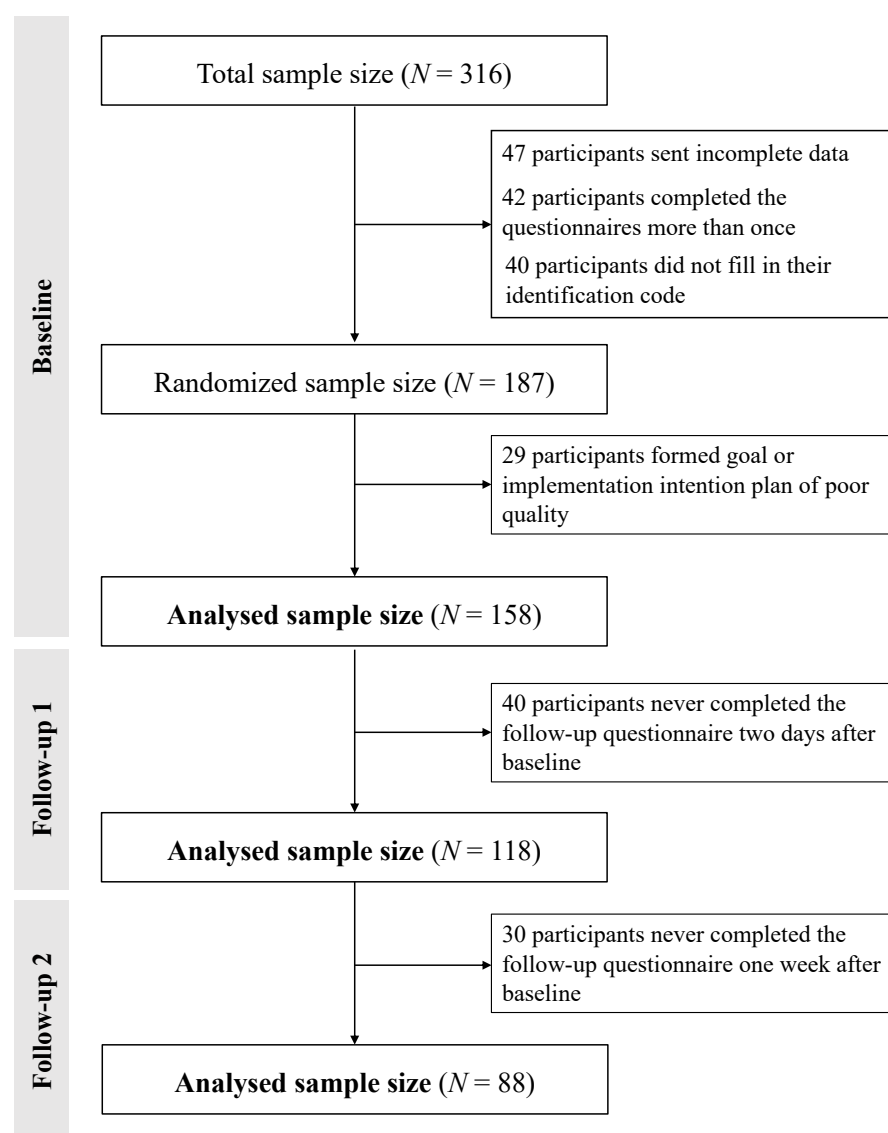 Baseline
Total sample size (N = 316)
47 participants sent incomplete data
42 participants completed the
questionnaires more than once
40 participants did not fill in their
identification code
Randomized sample size (N = 187)
29 participants formed goal or
implementation intention plan of poor
quality
Analysed sample size (N = 158)
Follow-up 1
40 participants never completed the
follow-up questionnaire two days after
baseline
Analysed sample size (N = 118)
Follow-up 2
30 participants never completed the
follow-up questionnaire one week after
baseline
Analysed sample size (N = 88)